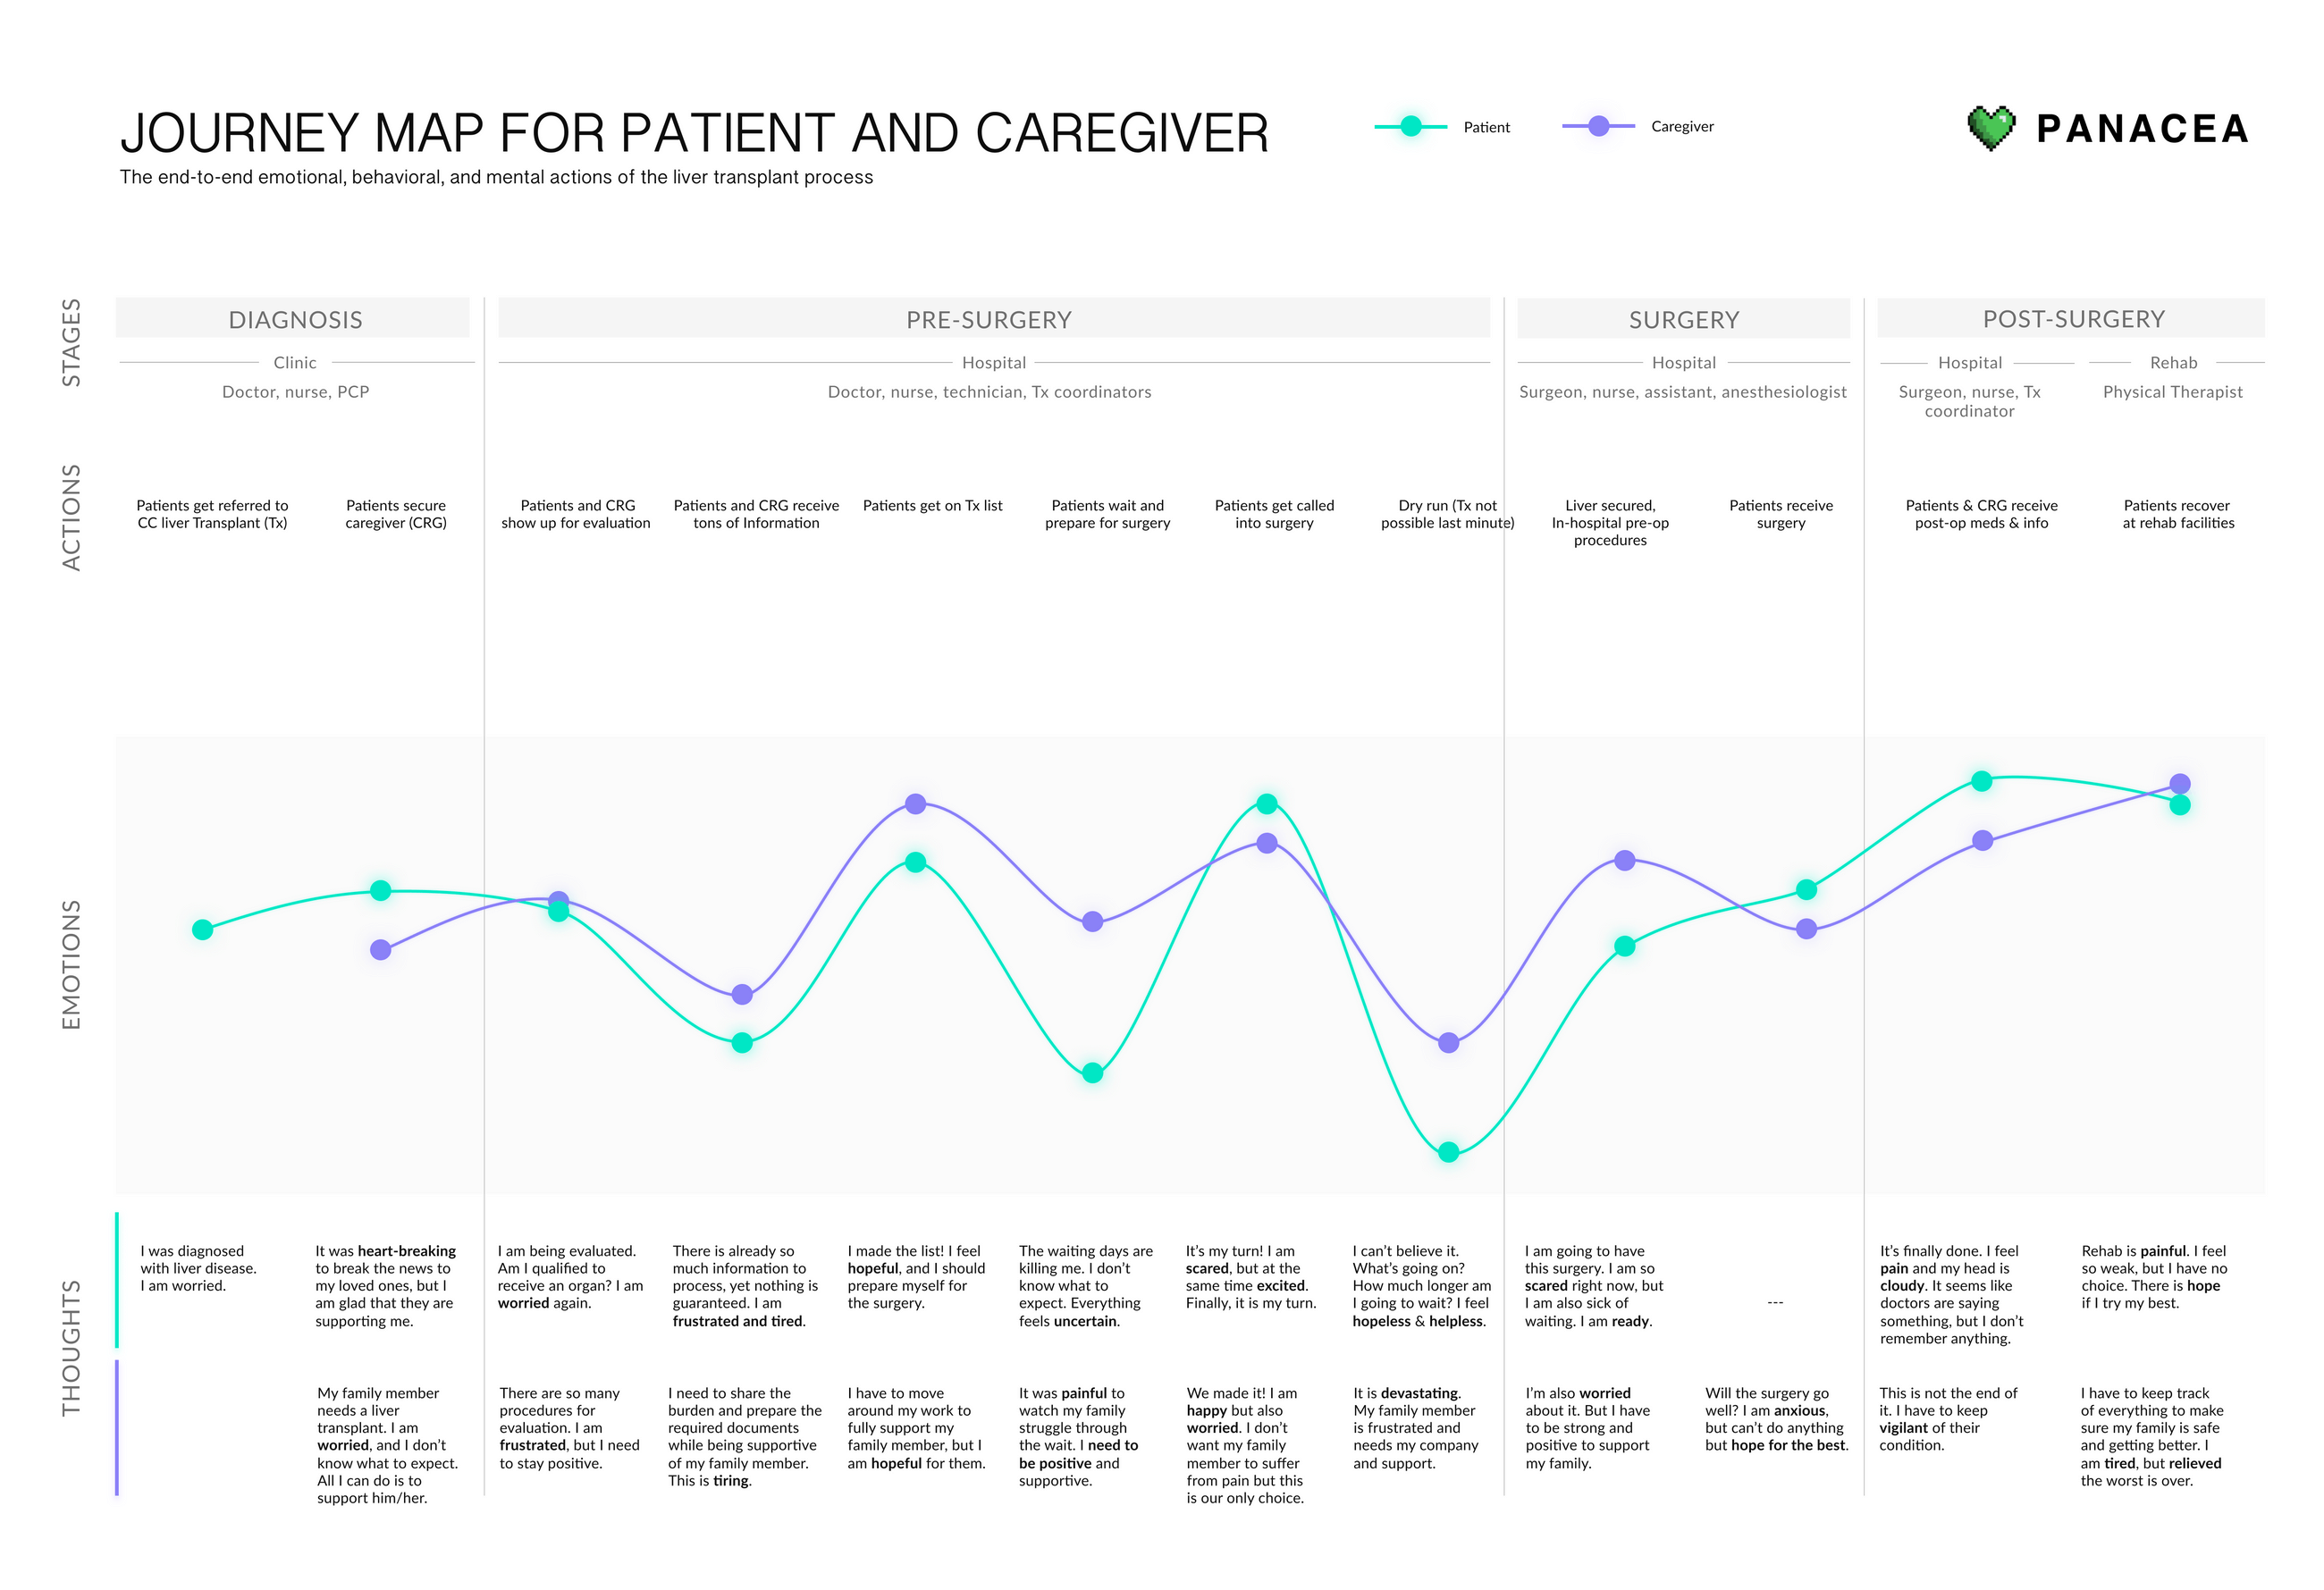 JOURNEY MAP FOR PATIENT AND CAREGIVER
The end-to-end emotional, behavioral, and mental actions of the liver transplant process
Patient
Caregiver
PANACEA
STAGES
DIAGNOSIS
Clinic
Doctor, nurse, PCP
PRE-SURGERY
Hospital
Doctor, nurse, technician, Tx coordinators
SURGERY
Hospital
Surgeon, nurse, assistant, anesthesiologist
POST-SURGERY
Hospital
Surgeon, nurse, Tx
coordinator
Rehab
Physical Therapist
ACTIONS
Patients get referred to
CC liver Transplant (Tx)
Patients secure
caregiver (CRG)
Patients and CRG
show up for evaluation
Patients and CRG receive
tons of Information
Patients get on Tx list
Patients wait and
prepare for surgery
Patients get called
into surgery
Dry run (Tx not
possible last minute)
Liver secured,
In-hospital pre-op
procedures
Patients receive
surgery
Patients & CRG receive
post-op meds & info
Patients recover
at rehab facilities
EMOTIONS
THOUGHTS
I was diagnosed
with liver disease.
I am worried.
It was heart-breaking
to break the news to
my loved ones, but I
am glad that they are
supporting me.
I am being evaluated.
Am I qualified to
receive an organ? I am
worried again.
There is already so
much information to
process, yet nothing is
guaranteed. I am
frustrated and tired.
I made the list! I feel
hopeful, and I should
prepare myself for
the surgery.
The waiting days are
killing me. I don't
know what to
expect. Everything
feels uncertain.
It's my turn! I am
scared, but at the
same time excited.
Finally, it is my turn.
I can't believe it.
What's going on?
How much longer am
I going to wait? I feel
hopeless & helpless.
I am going to have
this surgery. I am so
scared right now, but
I am also sick of
waiting. I am ready.
---
It's finally done. I feel
pain and my head is
cloudy. It seems like
doctors are saying
something, but I don't
remember anything.
Rehab is painful. I feel
so weak, but I have no
choice. There is hope
if I try my best.
My family member
needs a liver
transplant. I am
worried, and I don't
know what to expect.
All I can do is to
support him/her.
There are so many
procedures for
evaluation. I am
frustrated, but I need
to stay positive.
I need to share the
burden and prepare the
required documents
while being supportive
of my family member.
This is tiring.
I have to move
around my work to
fully support my
family member, but I
am hopeful for them.
It was painful to
watch my family
struggle through
the wait. I need to
be positive and
supportive.
We made it! I am
happy but also
worried. I don't
want my family
member to suffer
from pain but this
is our only choice.
It is devastating.
My family member
is frustrated and
needs my company
and support.
I'm also worried
about it. But I have
to be strong and
positive to support
my family.
Will the surgery go
well? I am anxious,
but can't do anything
but hope for the best.
This is not the end of
it. I have to keep
vigilant of their
condition.
I have to keep track
of everything to make
sure my family is safe
and getting better. I
am tired, but relieved
the worst is over.